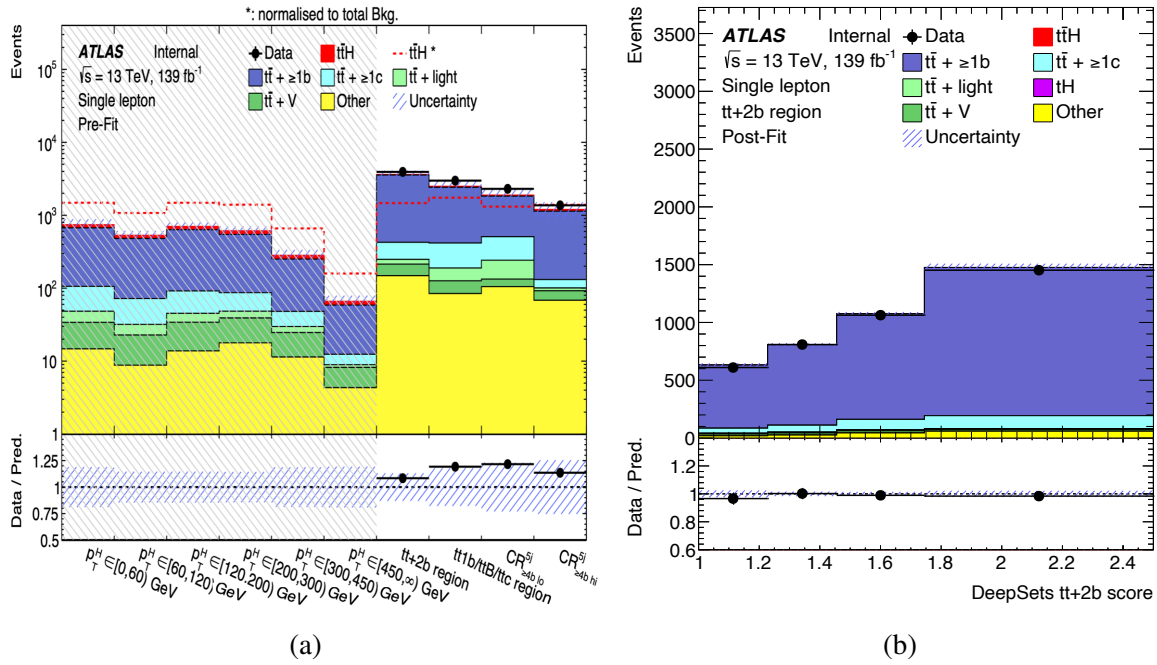 *: normalised to total Bkg.
Events
ATLAS Internal
√s = 13 TeV, 139 fb⁻¹
Single lepton
Pre-Fit
Data
tt̄H
tt̄H *
tt̄ + ≥1b
tt̄ + ≥1c
tt̄ + light
tt̄ + V
Other
Uncertainty
10⁵
10⁴
10³
10²
10
1
Data / Pred.
1.25
1
0.75
0.5
p_T^H ∈[0,60) GeV
p_T^H ∈[60,120) GeV
p_T^H ∈[120,200) GeV
p_T^H ∈[200,300) GeV
p_T^H ∈[300,450) GeV
p_T^H ∈[450,∞) GeV
tt+2b region
tt1b/ttB/ttc region
CR^5j_≥4b lo
CR^5j_≥4b hi
(a)
Events
ATLAS Internal
√s = 13 TeV, 139 fb⁻¹
Single lepton
tt+2b region
Post-Fit
Data
tt̄H
tt̄ + ≥1b
tt̄ + ≥1c
tt̄ + light
tH
tt̄ + V
Other
Uncertainty
3500
3000
2500
2000
1500
1000
500
0
Data / Pred.
1.2
1
0.8
0.6
1 1.2 1.4 1.6 1.8 2 2.2 2.4
DeepSets tt+2b score
(b)